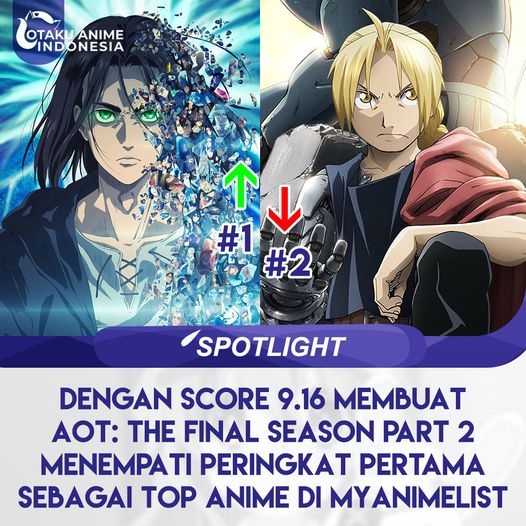 OTAKU ANIME
INDONESIA
#1
#2
SPOTLIGHT
DENGAN SCORE 9.16 MEMBUAT
AOT: THE FINAL SEASON PART 2
MENEMPATI PERINGKAT PERTAMA
SEBAGAI TOP ANIME DI MYANIMELIST